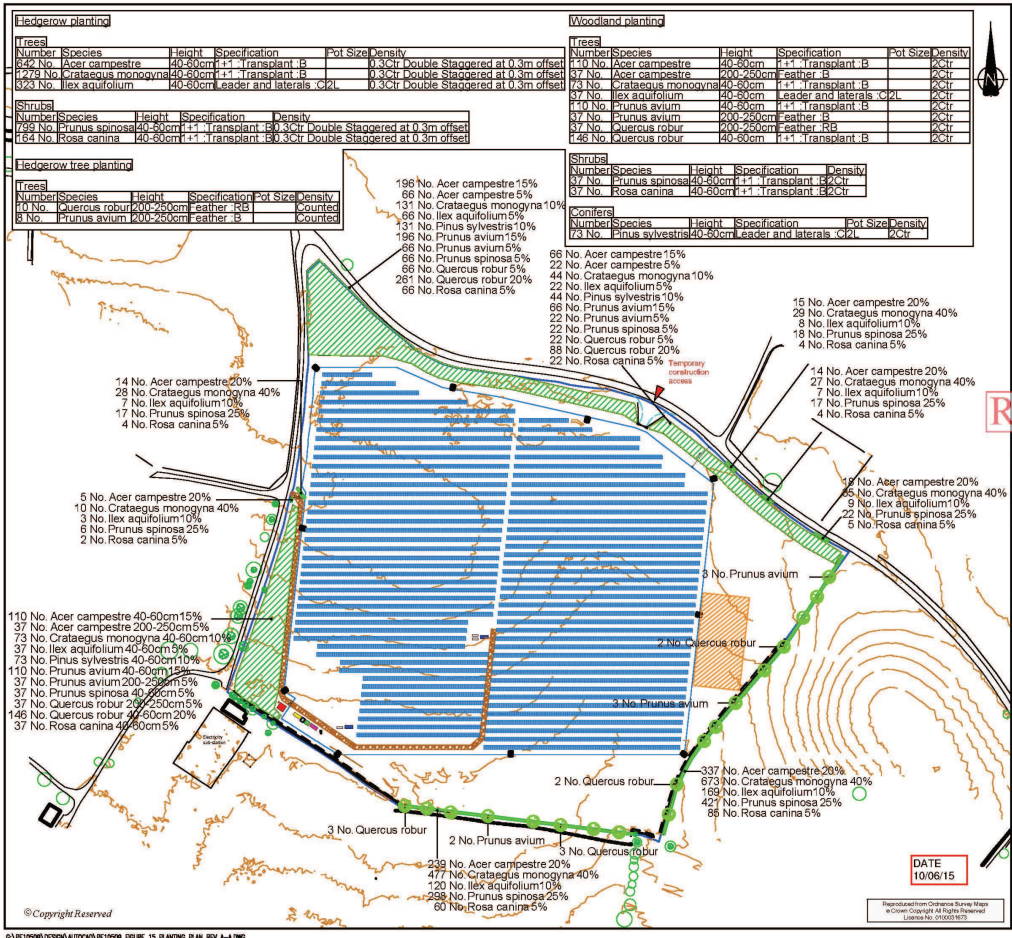 Hedgerow planting
Trees
Number Species Height Specification Pot Size Density
642 No. Acer campestre 40-60cm 1+1 :Transplant :B 0.3Ctr Double Staggered at 0.3m offset
1279 No. Crataegus monogyna 40-60cm 1+1 :Transplant :B 0.3Ctr Double Staggered at 0.3m offset
323 No. Ilex aquifolium 40-60cm Leader and laterals :C 2L 0.3Ctr Double Staggered at 0.3m offset
Shrubs
Number Species Height Specification Density
799 No. Prunus spinosa 40-60cm 1+1 :Transplant :B 0.3Ctr Double Staggered at 0.3m offset
164 No. Rosa canina 40-60cm 1+1 :Transplant :B 0.3Ctr Double Staggered at 0.3m offset
Hedgerow tree planting
Trees
Number Species Height Specification Pot Size Density
10 No. Quercus robur 200-250cm Feather :RB Counted
8 No. Prunus avium 200-250cm Feather :B Counted
Woodland planting
Trees
Number Species Height Specification Pot Size Density
110 No. Acer campestre 40-60cm 1+1 :Transplant :B 2Ctr
37 No. Acer campestre 200-250cm Feather :B 2Ctr
73 No. Crataegus monogyna 40-60cm 1+1 :Transplant :B 2Ctr
37 No. Ilex aquifolium 40-60cm Leader and laterals :C 2L 2Ctr
110 No. Prunus avium 40-60cm 1+1 :Transplant :B 2Ctr
37 No. Prunus avium 200-250cm Feather :B 2Ctr
37 No. Quercus robur 200-250cm Feather :RB 2Ctr
146 No. Quercus robur 40-60cm 1+1 :Transplant :B 2Ctr
Shrubs
Number Species Height Specification Density
37 No. Prunus spinosa 40-60cm 1+1 :Transplant :B 2Ctr
37 No. Rosa canina 40-60cm 1+1 :Transplant :B 2Ctr
Conifers
Number Species Height Specification Pot Size Density
73 No. Pinus sylvestris 40-60cm Leader and laterals :C 2L 2Ctr
N
196 No. Acer campestre 15%
66 No. Acer campestre 5%
131 No. Crataegus monogyna 10%
66 No. Ilex aquifolium 5%
131 No. Pinus sylvestris 10%
196 No. Prunus avium 15%
66 No. Prunus avium 5%
66 No. Prunus spinosa 5%
66 No. Quercus robur 5%
261 No. Quercus robur 20%
66 No. Rosa canina 5%
66 No. Acer campestre 15%
22 No. Acer campestre 5%
44 No. Crataegus monogyna 10%
22 No. Ilex aquifolium 5%
44 No. Pinus sylvestris 10%
66 No. Prunus avium 15%
22 No. Prunus avium 5%
22 No. Prunus spinosa 5%
22 No. Quercus robur 5%
88 No. Quercus robur 20%
22 No. Rosa canina 5%
Temporary
construction
access
15 No. Acer campestre 20%
29 No. Crataegus monogyna 40%
8 No. Ilex aquifolium 10%
18 No. Prunus spinosa 25%
4 No. Rosa canina 5%
14 No. Acer campestre 20%
27 No. Crataegus monogyna 40%
7 No. Ilex aquifolium 10%
17 No. Prunus spinosa 25%
4 No. Rosa canina 5%
R
14 No. Acer campestre 20%
28 No. Crataegus monogyna 40%
7 No. Ilex aquifolium 10%
17 No. Prunus spinosa 25%
4 No. Rosa canina 5%
5 No. Acer campestre 20%
10 No. Crataegus monogyna 40%
3 No. Ilex aquifolium 10%
6 No. Prunus spinosa 25%
2 No. Rosa canina 5%
18 No. Acer campestre 20%
35 No. Crataegus monogyna 40%
9 No. Ilex aquifolium 10%
22 No. Prunus spinosa 25%
5 No. Rosa canina 5%
3 No. Prunus avium
2 No. Quercus robur
3 No. Prunus avium
2 No. Quercus robur
110 No. Acer campestre 40-60cm 15%
37 No. Acer campestre 200-250cm 5%
73 No. Crataegus monogyna 40-60cm 10%
37 No. Ilex aquifolium 40-60cm 5%
73 No. Pinus sylvestris 40-60cm 10%
110 No. Prunus avium 40-60cm 15%
37 No. Prunus avium 200-250cm 5%
37 No. Prunus spinosa 40-60cm 5%
37 No. Quercus robur 200-250cm 5%
146 No. Quercus robur 40-60cm 20%
37 No. Rosa canina 40-60cm 5%
Electricity
sub-station
337 No. Acer campestre 20%
673 No. Crataegus monogyna 40%
169 No. Ilex aquifolium 10%
421 No. Prunus spinosa 25%
85 No. Rosa canina 5%
3 No. Quercus robur
2 No. Prunus avium
3 No. Quercus robur
239 No. Acer campestre 20%
477 No. Crataegus monogyna 40%
120 No. Ilex aquifolium 10%
298 No. Prunus spinosa 25%
60 No. Rosa canina 5%
DATE
10/06/15
© Copyright Reserved
Reproduced from Ordnance Survey Maps
© Crown Copyright All Rights Reserved
Licence No. 0100031673
G:\PE10509\DESIGN\AUTOCAD\PE10509_FIGURE_15_PLANTING_PLAN_REV_A-A.DWG